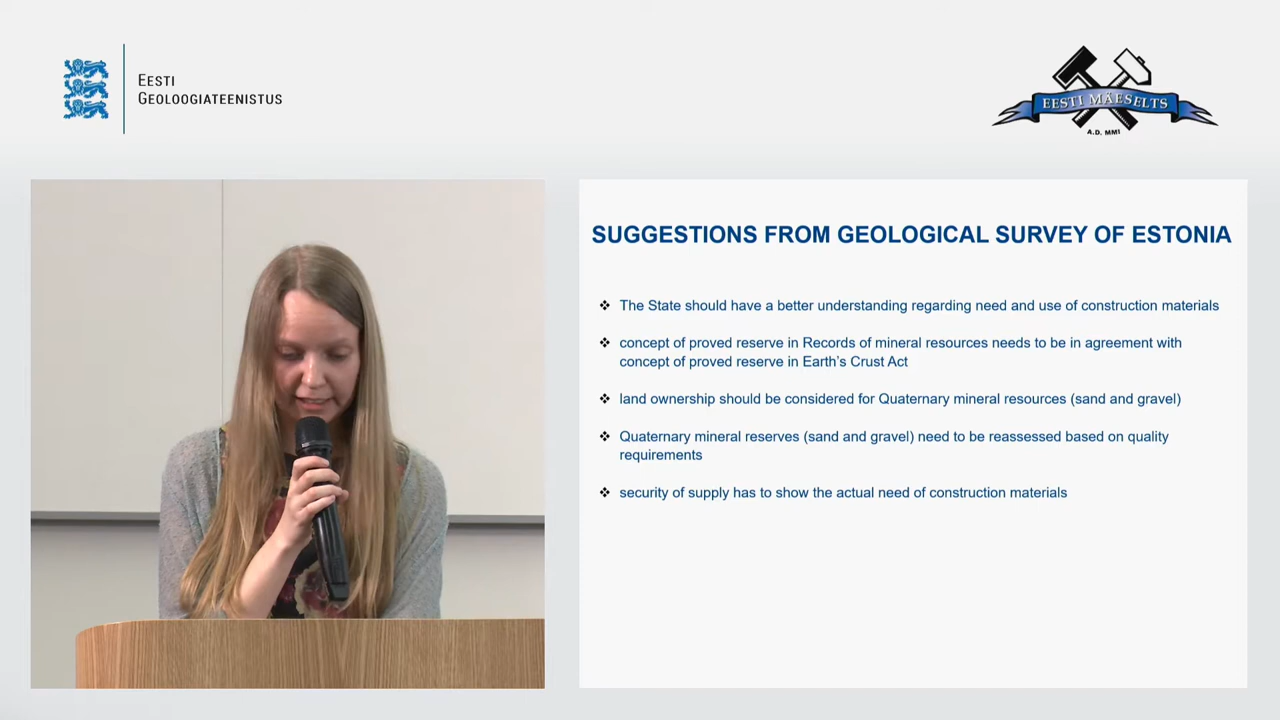 EESTI
GEOLOOGIATEENISTUS
EESTI MÄESELTS
A.D. MMI
SUGGESTIONS FROM GEOLOGICAL SURVEY OF ESTONIA
❖ The State should have a better understanding regarding need and use of construction materials
❖ concept of proved reserve in Records of mineral resources needs to be in agreement with
concept of proved reserve in Earth's Crust Act
❖ land ownership should be considered for Quaternary mineral resources (sand and gravel)
❖ Quaternary mineral reserves (sand and gravel) need to be reassessed based on quality
requirements
❖ security of supply has to show the actual need of construction materials